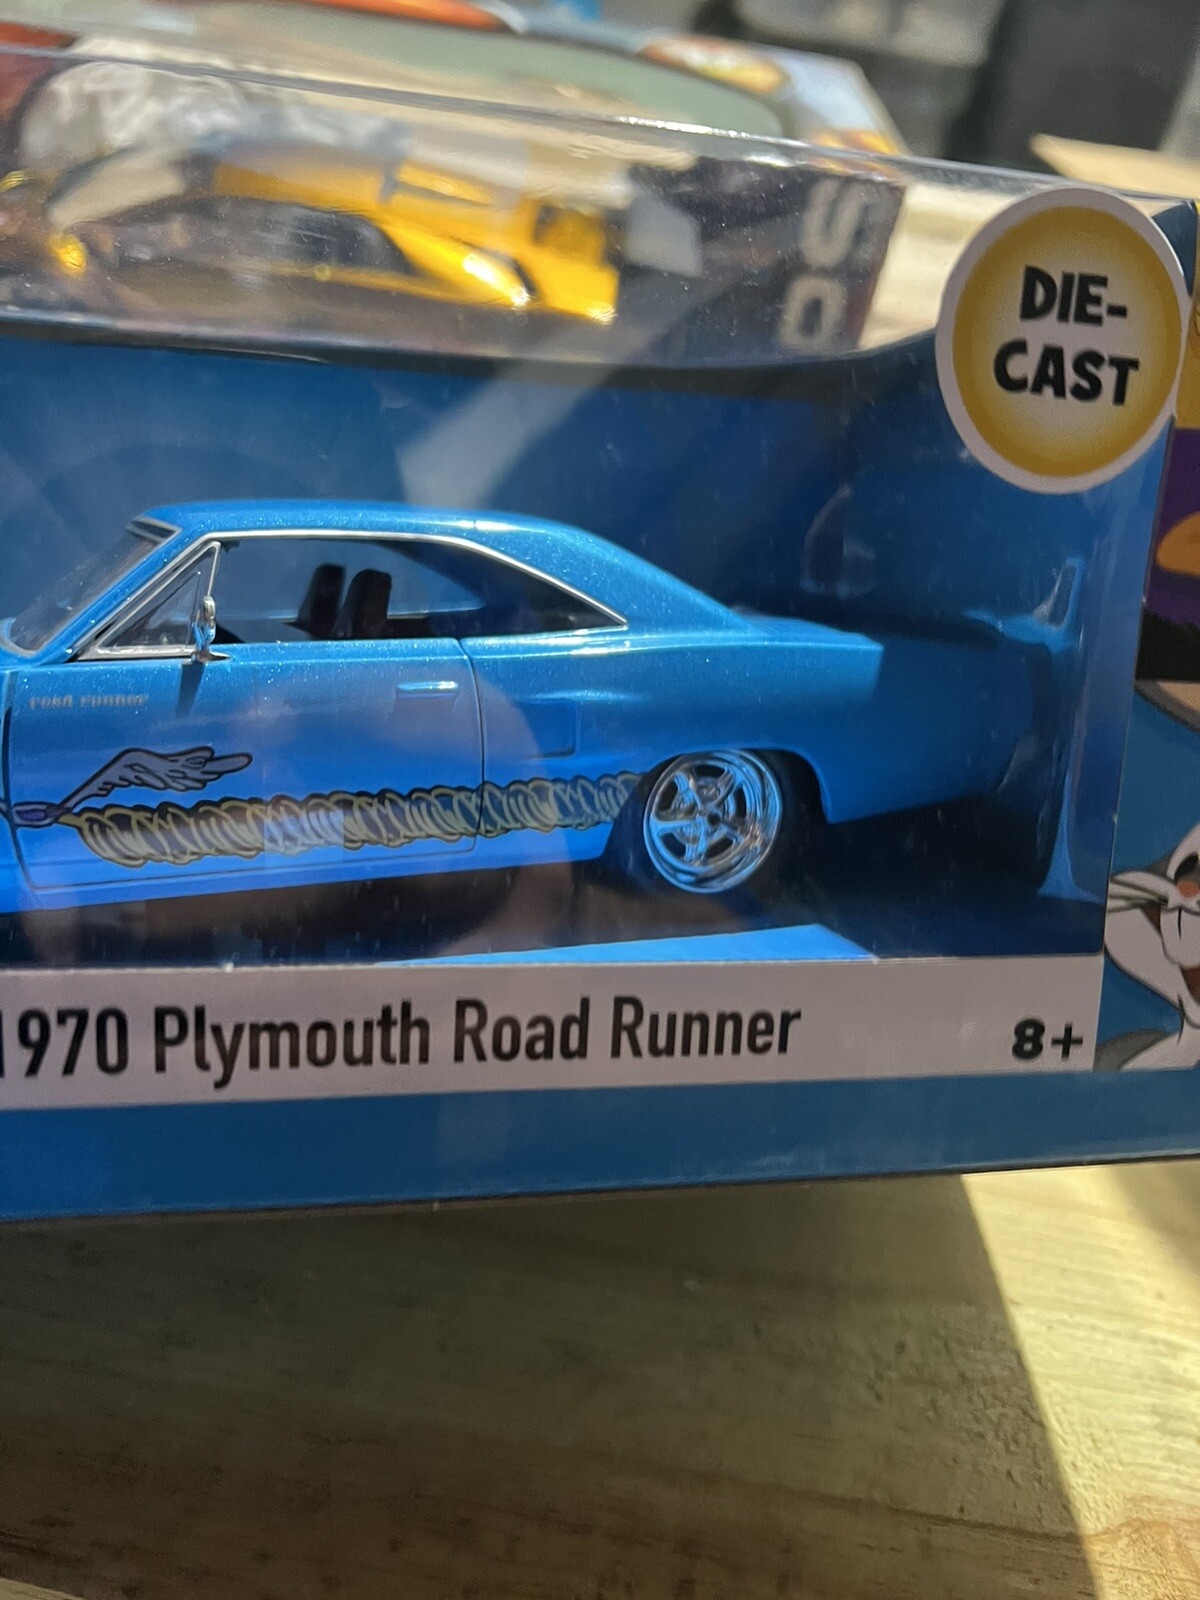 DIE-
CAST
road runner
1970 Plymouth Road Runner
8+